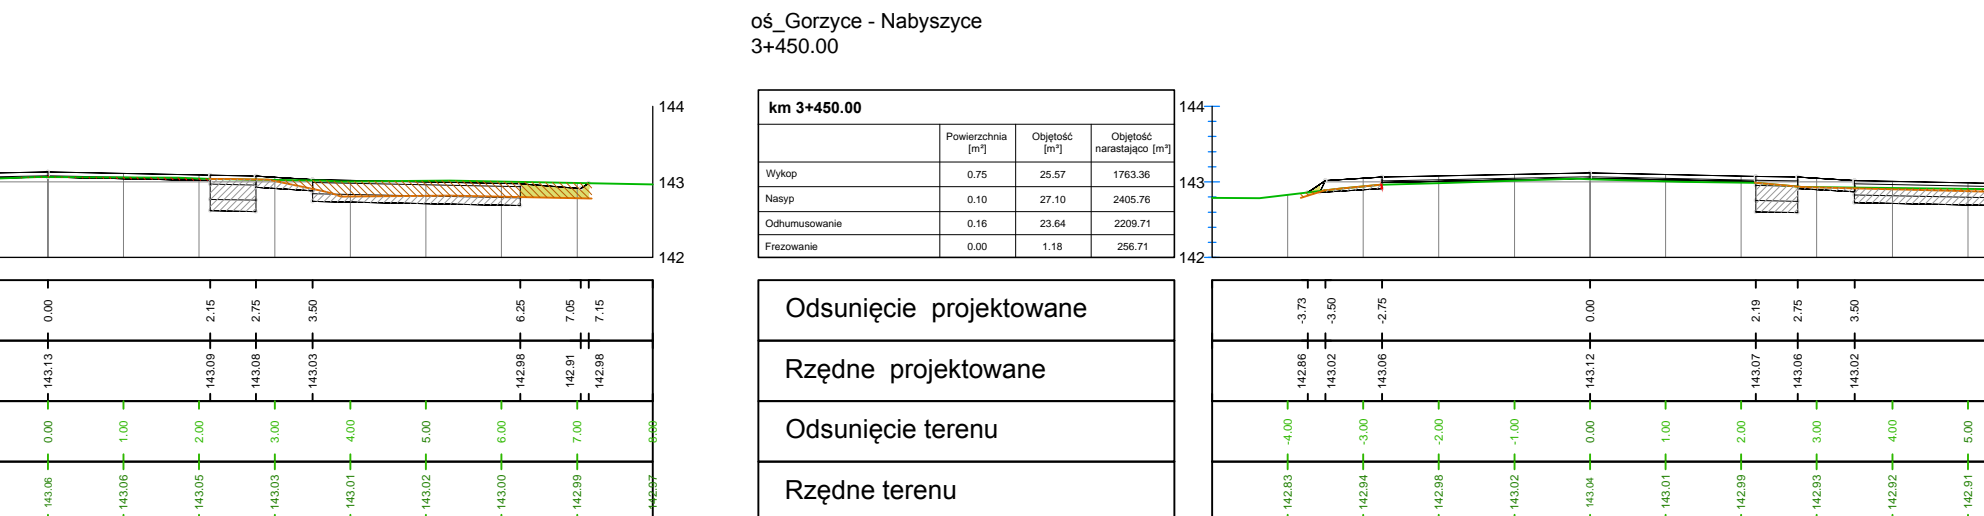 oś_Gorzyce - Nabyszyce
3+450.00
144
143
142
0.00 2.15 2.75 3.50 6.25 7.05 7.15
143.13 143.09 143.08 143.03 142.98 142.91 142.98
0.00 1.00 2.00 3.00 4.00 5.00 6.00 7.00 8.00
143.06 143.06 143.05 143.03 143.01 143.02 143.00 142.99 142.97
km 3+450.00
Powierzchnia [m²] Objętość [m³] Objętość narastająco [m³]
Wykop 0.75 25.57 1763.36
Nasyp 0.10 27.10 2405.76
Odhumusowanie 0.16 23.64 2209.71
Frezowanie 0.00 1.18 256.71
Odsunięcie projektowane
Rzędne projektowane
Odsunięcie terenu
Rzędne terenu
144
143
142
-3.73 -3.50 -2.75 0.00 2.19 2.75 3.50
142.86 143.02 143.06 143.12 143.07 143.06 143.02
-4.00 -3.00 -2.00 -1.00 0.00 1.00 2.00 3.00 4.00 5.00
142.83 142.94 142.98 143.02 143.04 143.01 142.99 142.93 142.92 142.91